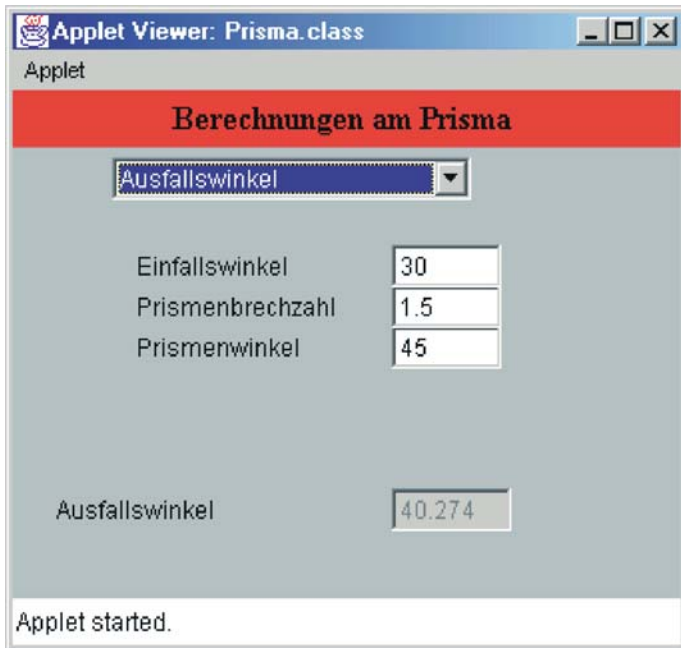 Applet Viewer: Prisma.class
Applet
Berechnungen am Prisma
Ausfallswinkel
Einfallswinkel 30
Prismenbrechzahl 1.5
Prismenwinkel 45
Ausfallswinkel 40.274
Applet started.